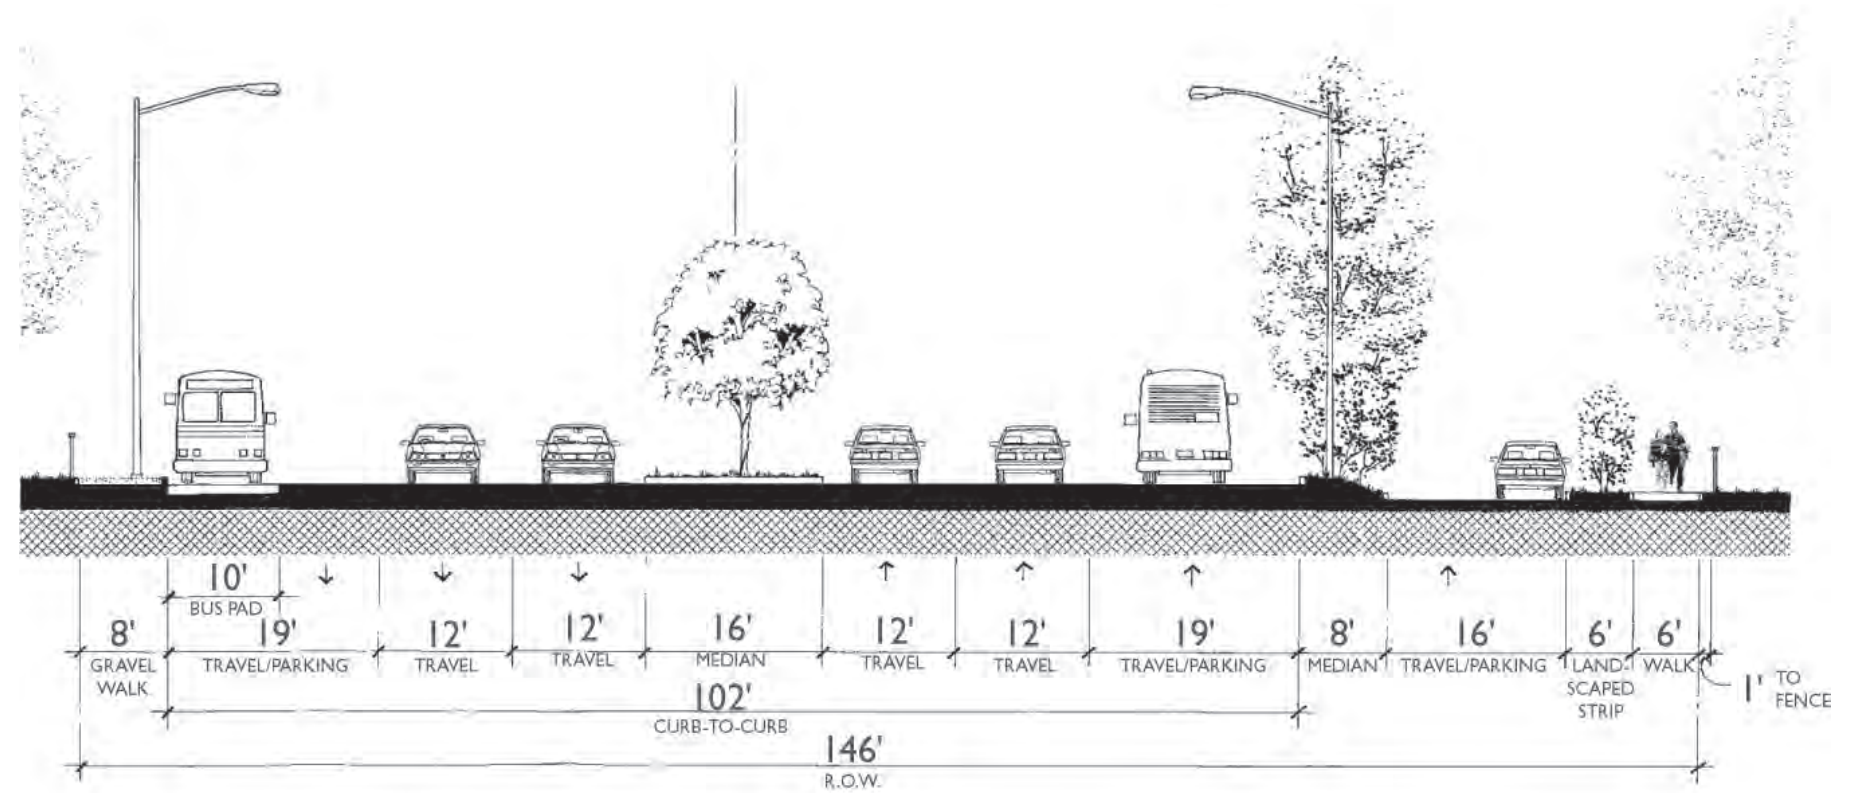 10'
BUS PAD
8' 19' 12' 12' 16' 12' 12' 19' 8' 16' 6' 6'
GRAVEL TRAVEL/PARKING TRAVEL TRAVEL MEDIAN TRAVEL TRAVEL TRAVEL/PARKING MEDIAN TRAVEL/PARKING LAND- WALK
WALK SCAPED
STRIP
1' TO
FENCE
102'
CURB-TO-CURB
146'
R.O.W.